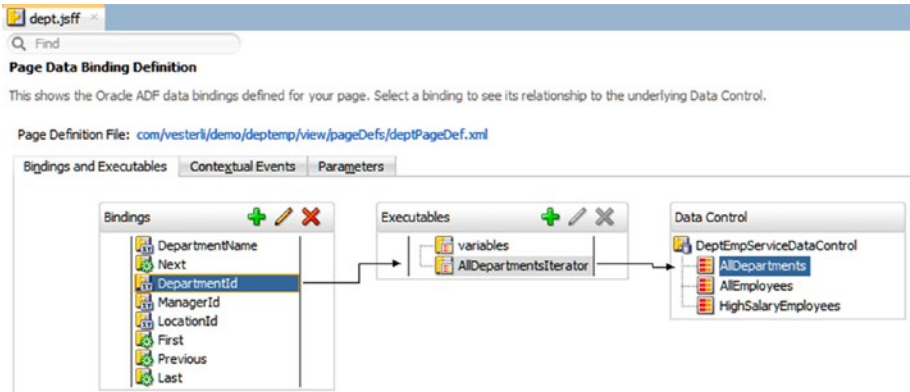 dept.jsff
Find
Page Data Binding Definition
This shows the Oracle ADF data bindings defined for your page. Select a binding to see its relationship to the underlying Data Control.
Page Definition File: com/vesterli/demo/deptemp/view/pageDefs/deptPageDef.xml
Bindings and Executables Contextual Events Parameters
Bindings
DepartmentName
Next
DepartmentId
ManagerId
LocationId
First
Previous
Last
Executables
variables
AllDepartmentsIterator
Data Control
DeptEmpServiceDataControl
AllDepartments
AllEmployees
HighSalaryEmployees